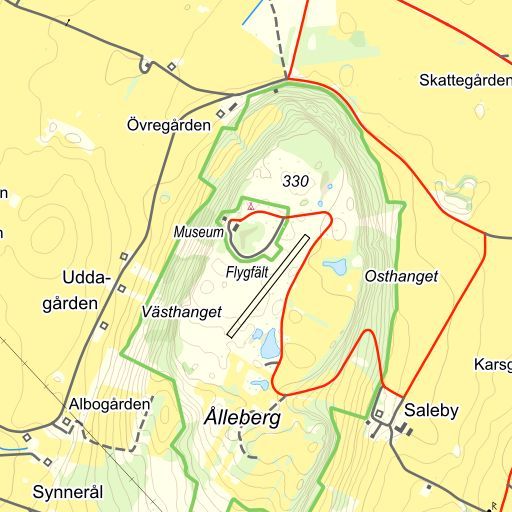 Skattegården
Övregården
n
330
Museum
n
Flygfält
Udda-
gården
Osthanget
Västhanget
Karsg
Albogården
Ålleberg
Saleby
Synnerål